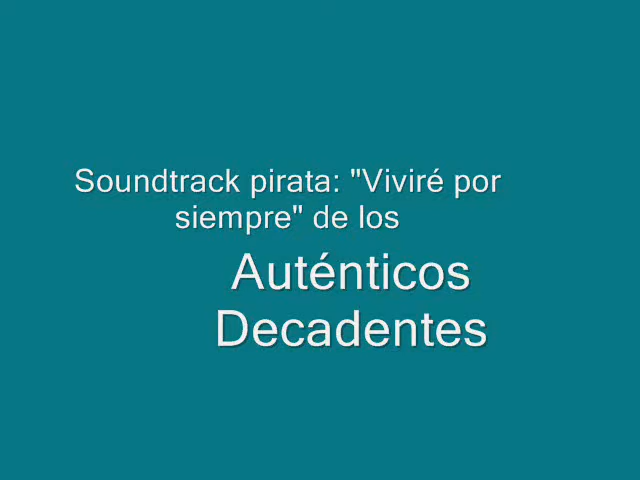 Soundtrack pirata: "Viviré por
siempre" de los
Auténticos
Decadentes